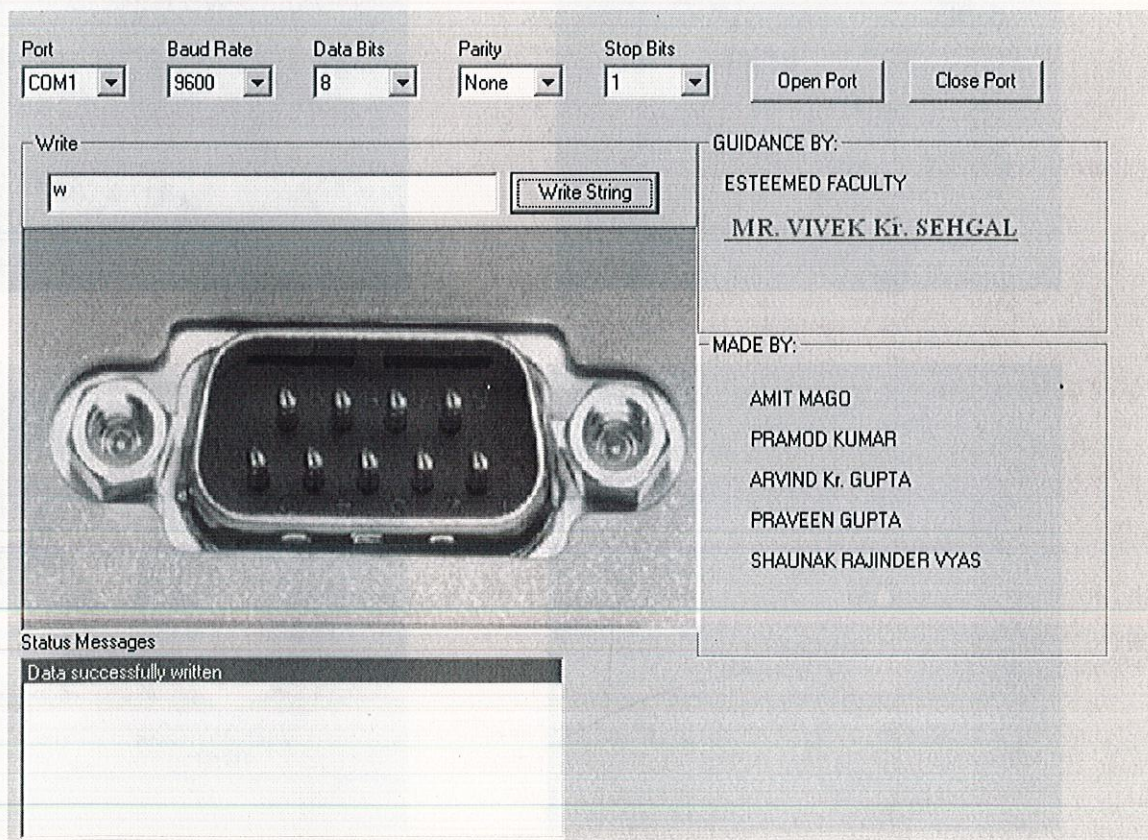 Port Baud Rate Data Bits Parity Stop Bits
COM1 9600 8 None 1 Open Port Close Port
Write
w Write String
GUIDANCE BY:
ESTEEMED FACULTY
MR. VIVEK Kr. SEHGAL
MADE BY:
AMIT MAGO
PRAMOD KUMAR
ARVIND Kr. GUPTA
PRAVEEN GUPTA
SHAUNAK RAJINDER VYAS
Status Messages
Data successfully written